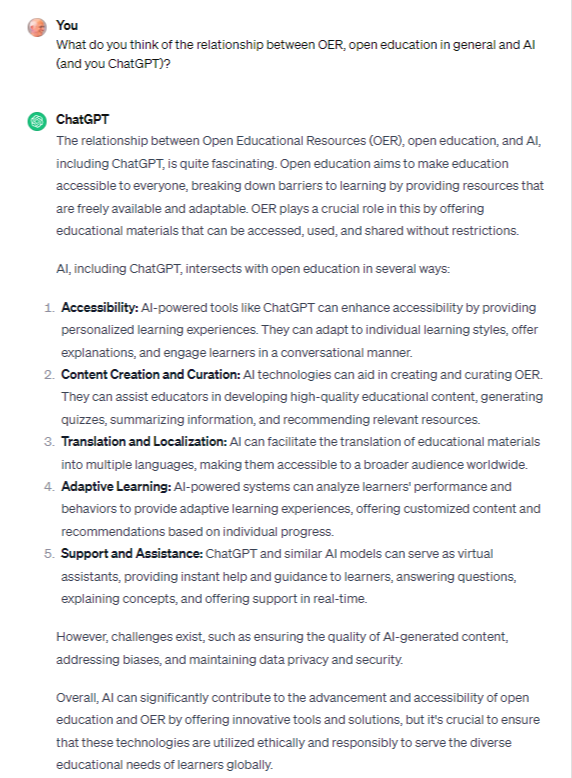 You
What do you think of the relationship between OER, open education in general and AI
(and you ChatGPT)?
ChatGPT
The relationship between Open Educational Resources (OER), open education, and AI,
including ChatGPT, is quite fascinating. Open education aims to make education
accessible to everyone, breaking down barriers to learning by providing resources that
are freely available and adaptable. OER plays a crucial role in this by offering
educational materials that can be accessed, used, and shared without restrictions.
AI, including ChatGPT, intersects with open education in several ways:
1. Accessibility: AI-powered tools like ChatGPT can enhance accessibility by providing
personalized learning experiences. They can adapt to individual learning styles, offer
explanations, and engage learners in a conversational manner.
2. Content Creation and Curation: AI technologies can aid in creating and curating OER.
They can assist educators in developing high-quality educational content, generating
quizzes, summarizing information, and recommending relevant resources.
3. Translation and Localization: AI can facilitate the translation of educational materials
into multiple languages, making them accessible to a broader audience worldwide.
4. Adaptive Learning: AI-powered systems can analyze learners' performance and
behaviors to provide adaptive learning experiences, offering customized content and
recommendations based on individual progress.
5. Support and Assistance: ChatGPT and similar AI models can serve as virtual
assistants, providing instant help and guidance to learners, answering questions,
explaining concepts, and offering support in real-time.
However, challenges exist, such as ensuring the quality of AI-generated content,
addressing biases, and maintaining data privacy and security.
Overall, AI can significantly contribute to the advancement and accessibility of open
education and OER by offering innovative tools and solutions, but it's crucial to ensure
that these technologies are utilized ethically and responsibly to serve the diverse
educational needs of learners globally.